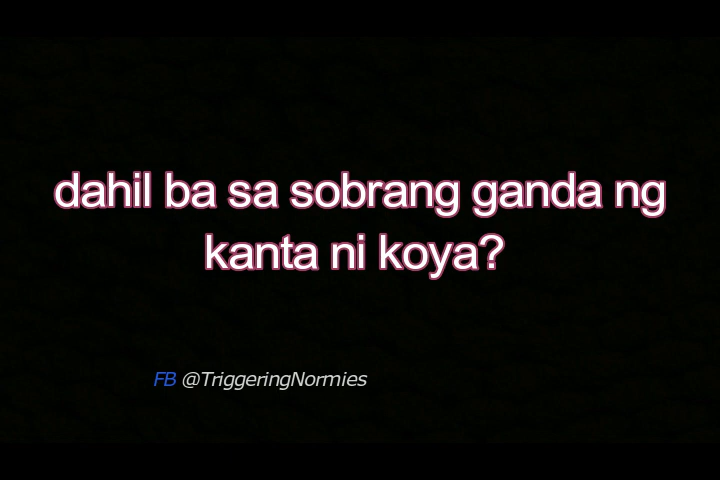 dahil ba sa sobrang ganda ng
kanta ni koya?
FB @TriggeringNormies